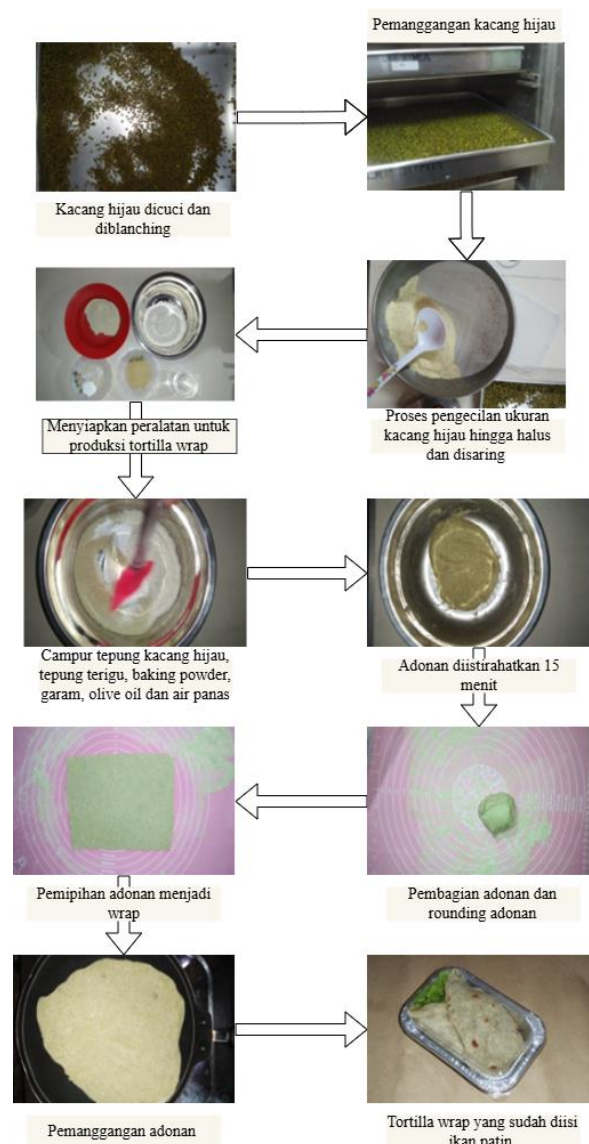 Pemanggangan kacang hijau
Kacang hijau dicuci dan
diblanching
Proses pengecilan ukuran
kacang hijau hingga halus
dan disaring
Menyiapkan peralatan untuk
produksi tortilla wrap
Campur tepung kacang hijau,
tepung terigu, baking powder,
garam, olive oil dan air panas
Adonan diistirahatkan 15
menit
Pembagian adonan dan
rounding adonan
Pemipihan adonan menjadi
wrap
Pemanggangan adonan
Tortilla wrap yang sudah diisi
ikan patin